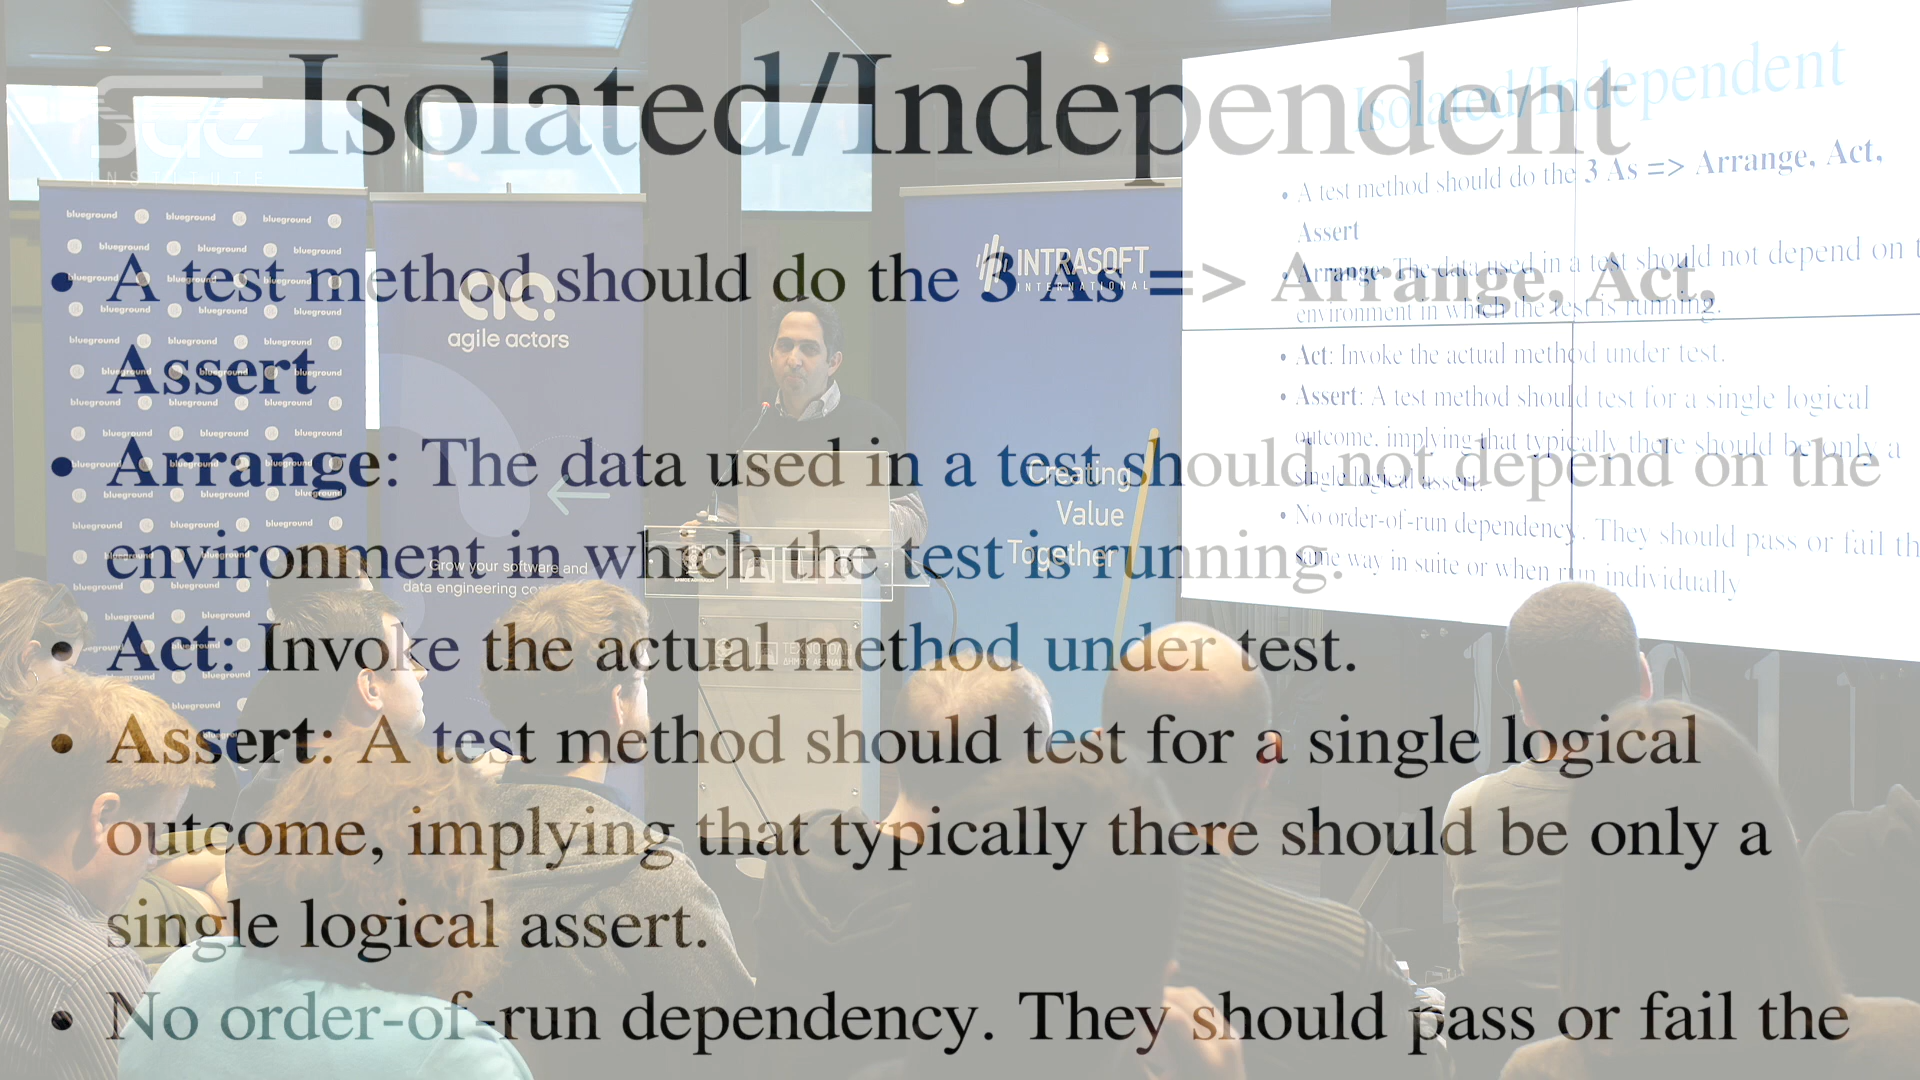 Isolated/Independent
• A test method should do the 3 As => Arrange, Act,
Assert
• Arrange: The data used in a test should not depend on the
environment in which the test is running.
• Act: Invoke the actual method under test.
• Assert: A test method should test for a single logical
outcome, implying that typically there should be only a
single logical assert.
• No order-of-run dependency. They should pass or fail the
sae
INSTITUTE
blueground
agile actors
Grow your software and
data engineering
INTRASOFT
INTERNATIONAL
Creating
Value
Together
ΤΕΧΝΟΠΟΛΗ
ΔΗΜΟΥ ΑΘΗΝΑΙΩΝ
Isolated/Independent
• A test method should do the 3 As => Arrange, Act,
Assert
• Arrange: The data used in a test should not depend on
environment in which the test is running.
• Act: Invoke the actual method under test.
• Assert: A test method should test for a single logical
outcome, implying that typically there should be only a
single logical assert.
• No order-of-run dependency. They should pass or fail
same way in suite or when run individually